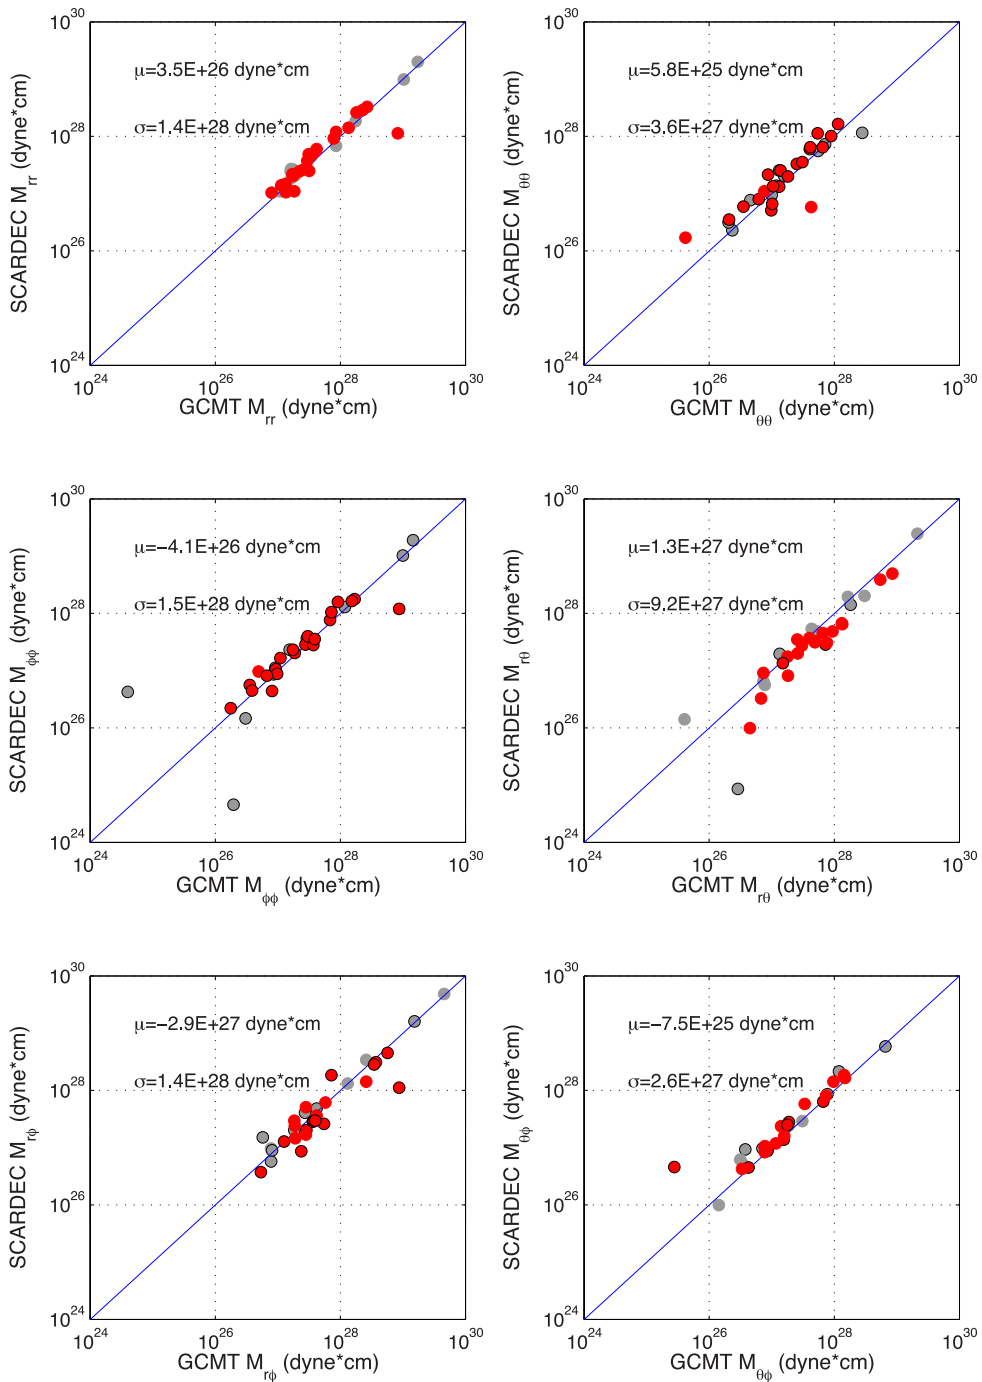 10^30
10^28
10^26
10^24
SCARDEC M_rr (dyne*cm)
μ=3.5E+26 dyne*cm
σ=1.4E+28 dyne*cm
10^24 10^26 10^28 10^30
GCMT M_rr (dyne*cm)
10^30
10^28
10^26
10^24
SCARDEC M_θθ (dyne*cm)
μ=5.8E+25 dyne*cm
σ=3.6E+27 dyne*cm
10^24 10^26 10^28 10^30
GCMT M_θθ (dyne*cm)
10^30
10^28
10^26
10^24
SCARDEC M_ϕϕ (dyne*cm)
μ=−4.1E+26 dyne*cm
σ=1.5E+28 dyne*cm
10^24 10^26 10^28 10^30
GCMT M_ϕϕ (dyne*cm)
10^30
10^28
10^26
10^24
SCARDEC M_rθ (dyne*cm)
μ=1.3E+27 dyne*cm
σ=9.2E+27 dyne*cm
10^24 10^26 10^28 10^30
GCMT M_rθ (dyne*cm)
10^30
10^28
10^26
10^24
SCARDEC M_rϕ (dyne*cm)
μ=−2.9E+27 dyne*cm
σ=1.4E+28 dyne*cm
10^24 10^26 10^28 10^30
GCMT M_rϕ (dyne*cm)
10^30
10^28
10^26
10^24
SCARDEC M_θϕ (dyne*cm)
μ=−7.5E+25 dyne*cm
σ=2.6E+27 dyne*cm
10^24 10^26 10^28 10^30
GCMT M_θϕ (dyne*cm)